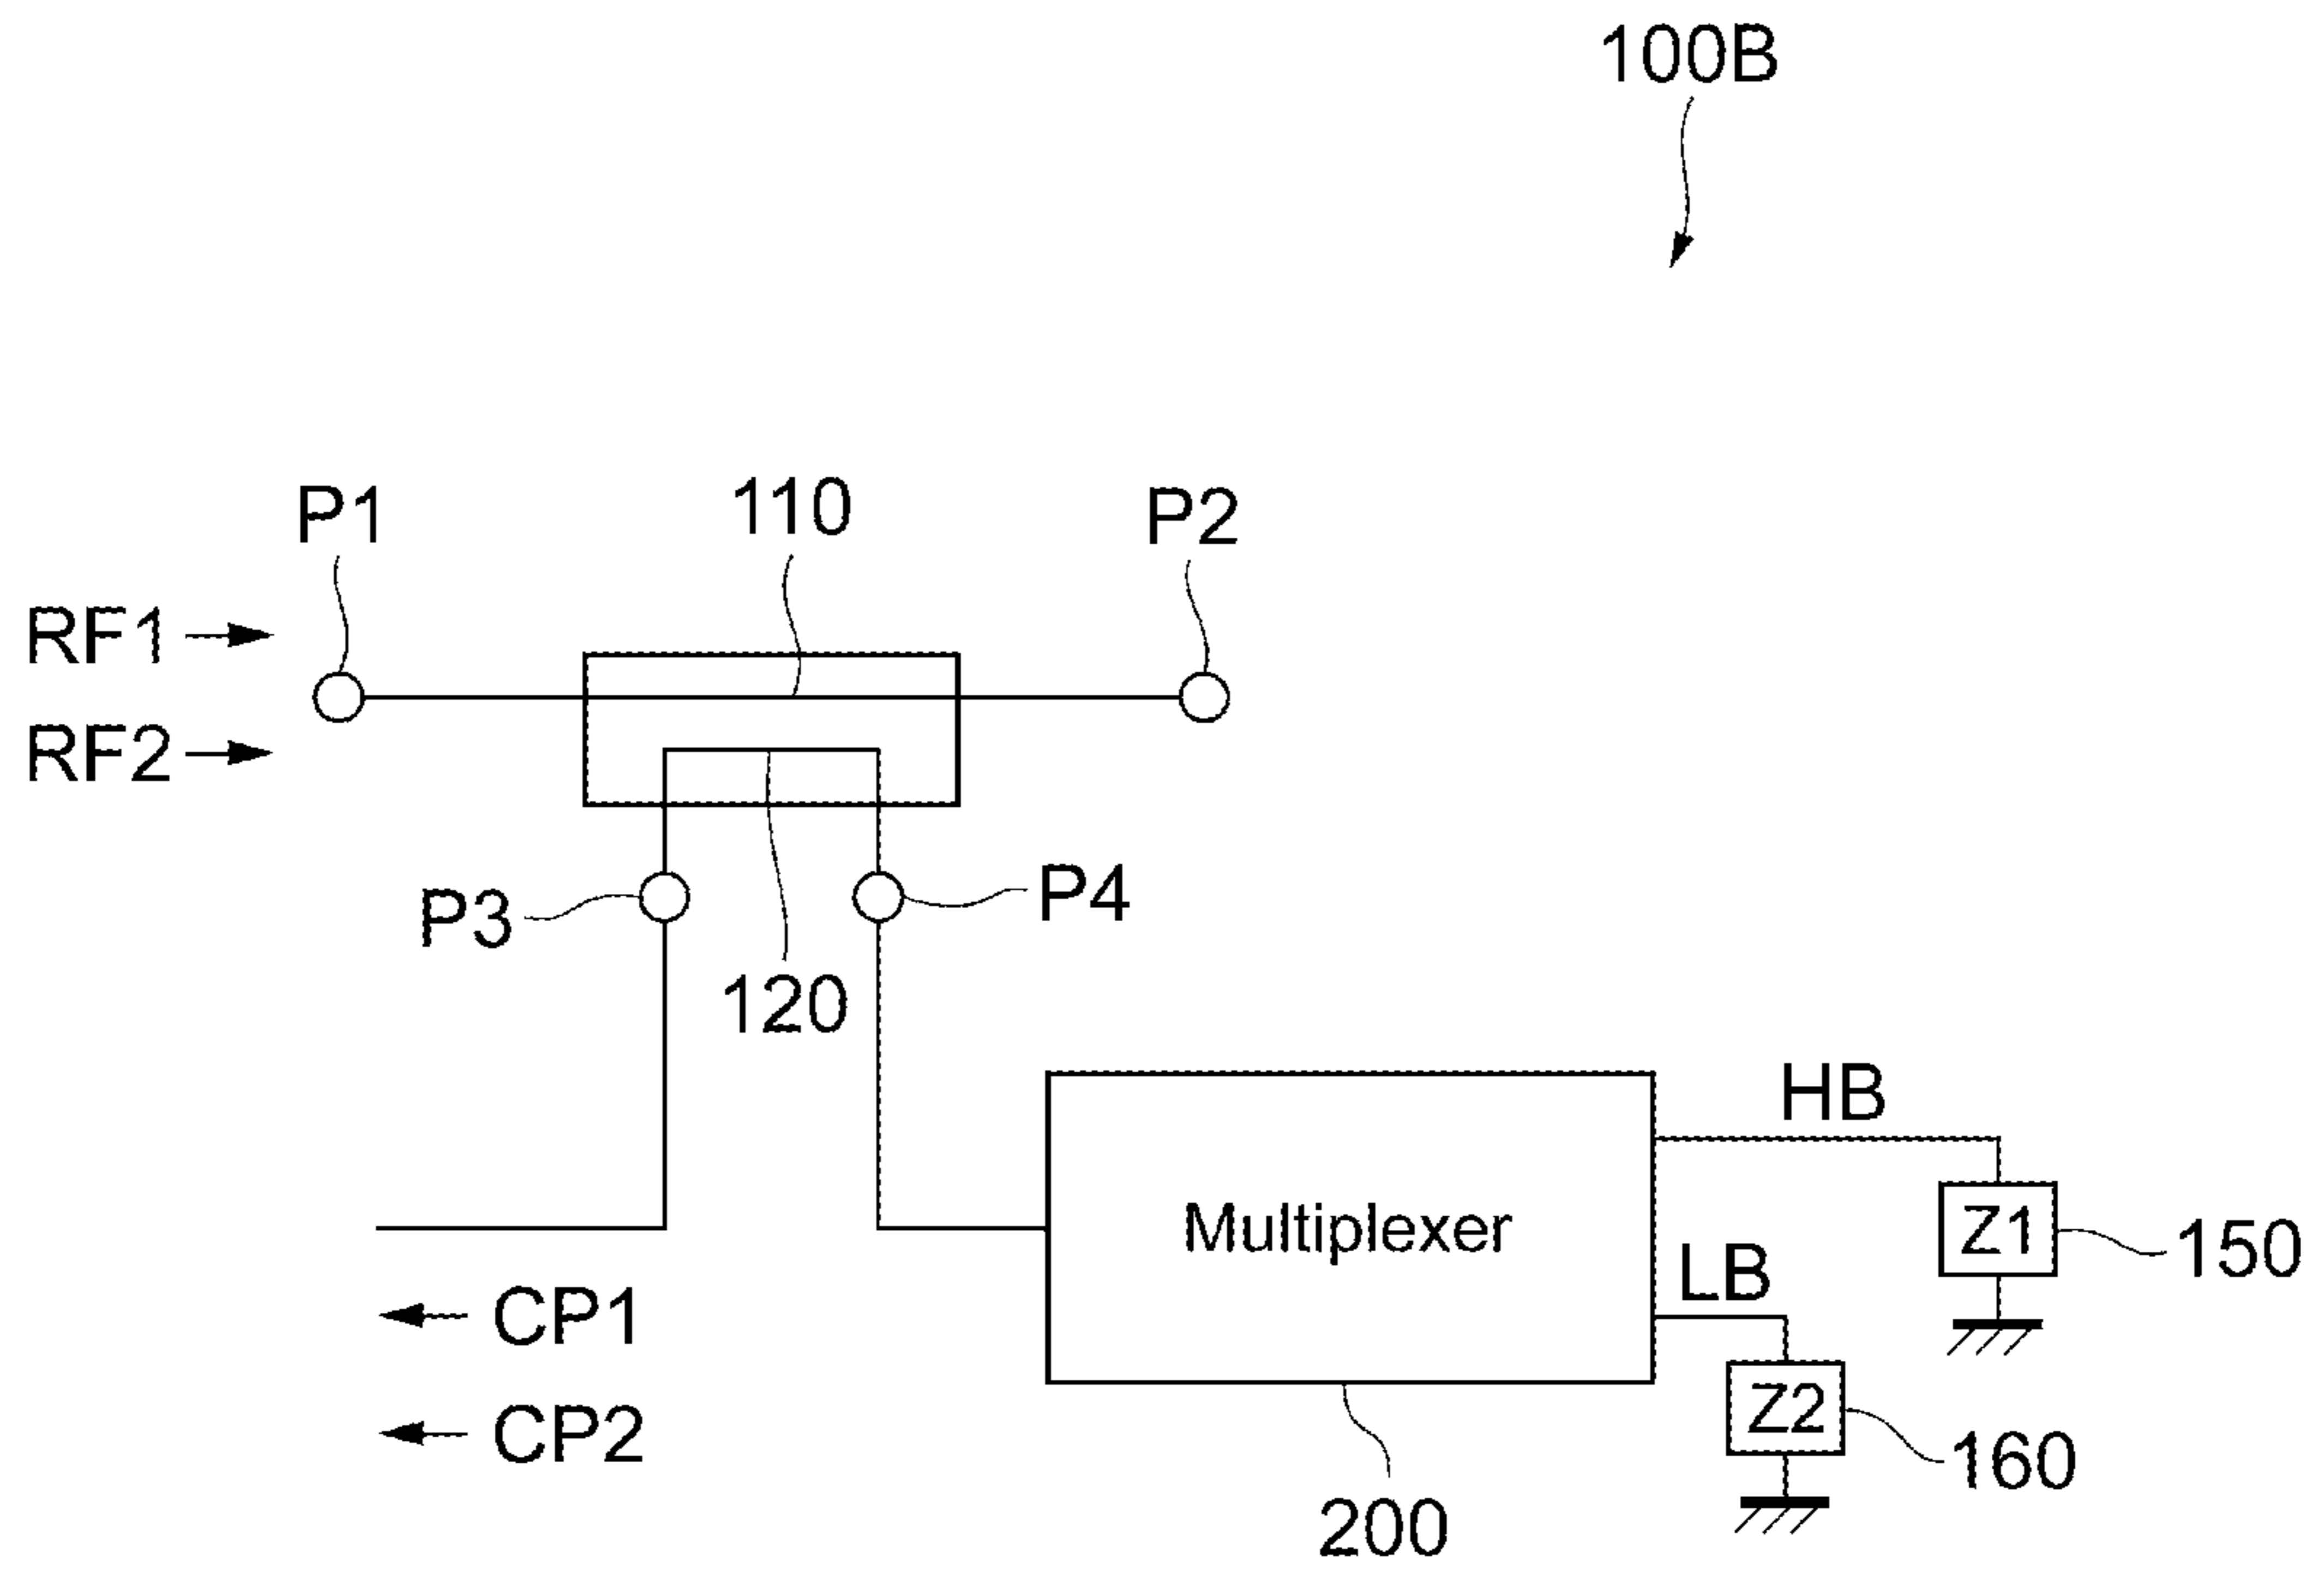 100B
P1
110
P2
RF1
RF2
P3
P4
120
HB
Multiplexer
Z1
150
LB
CP1
Z2
CP2
160
200